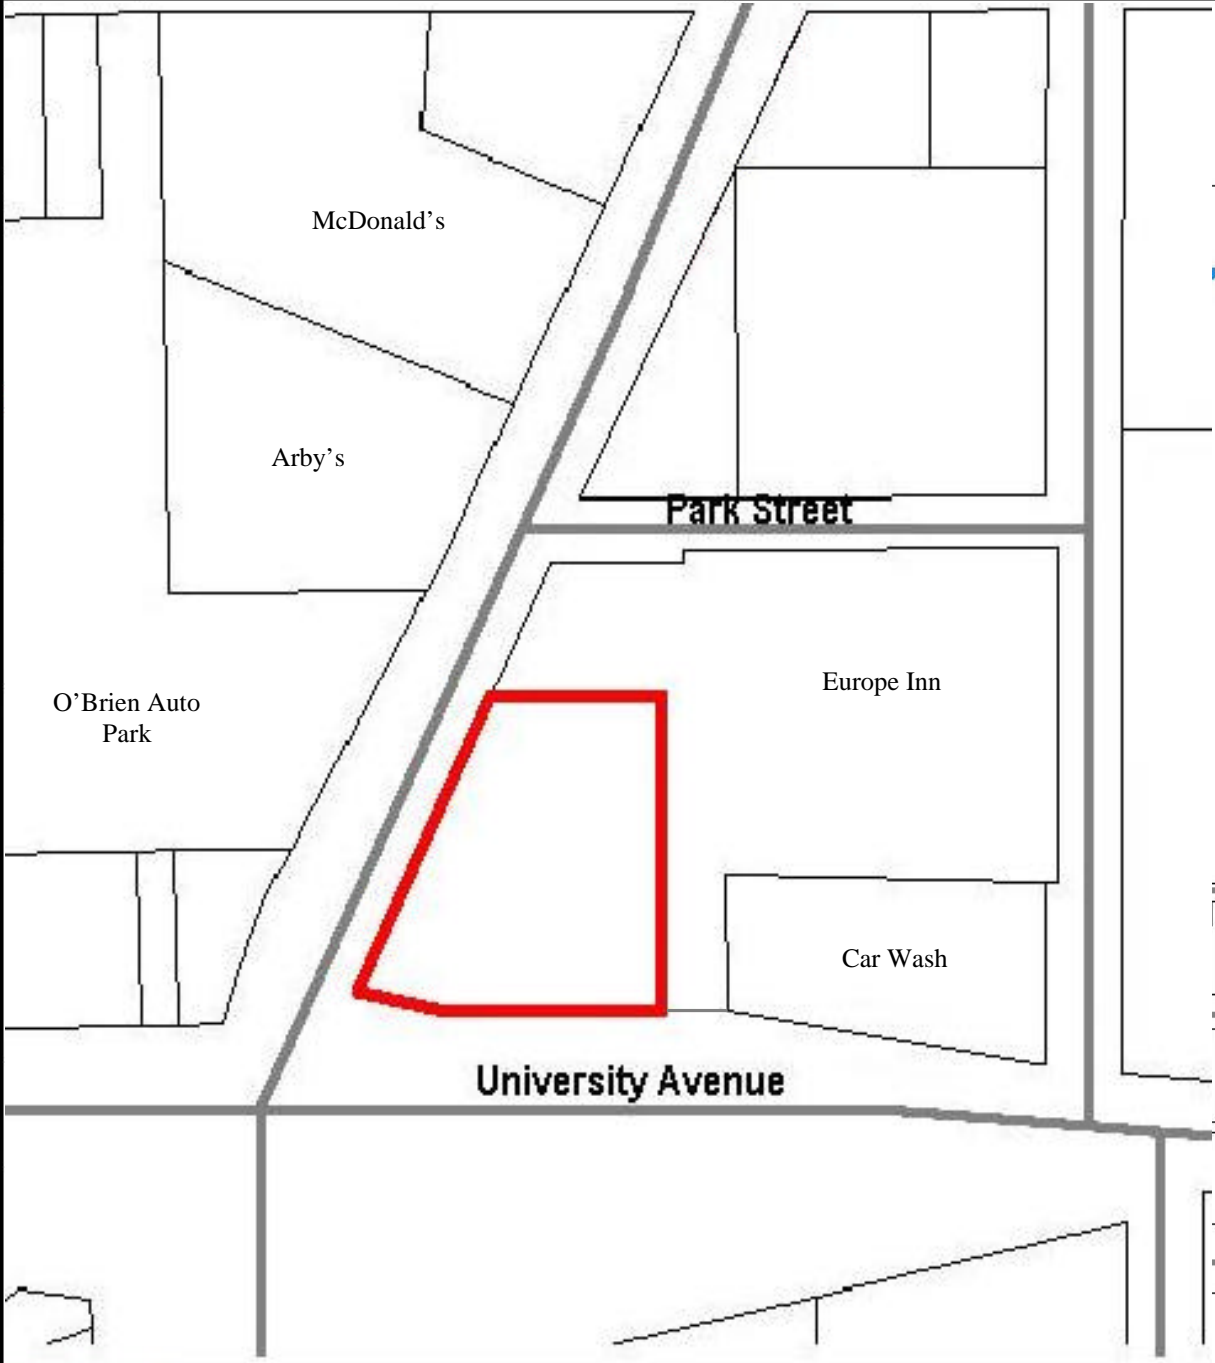 McDonald's
Arby's
Park Street
Europe Inn
O'Brien Auto
Park
Car Wash
University Avenue